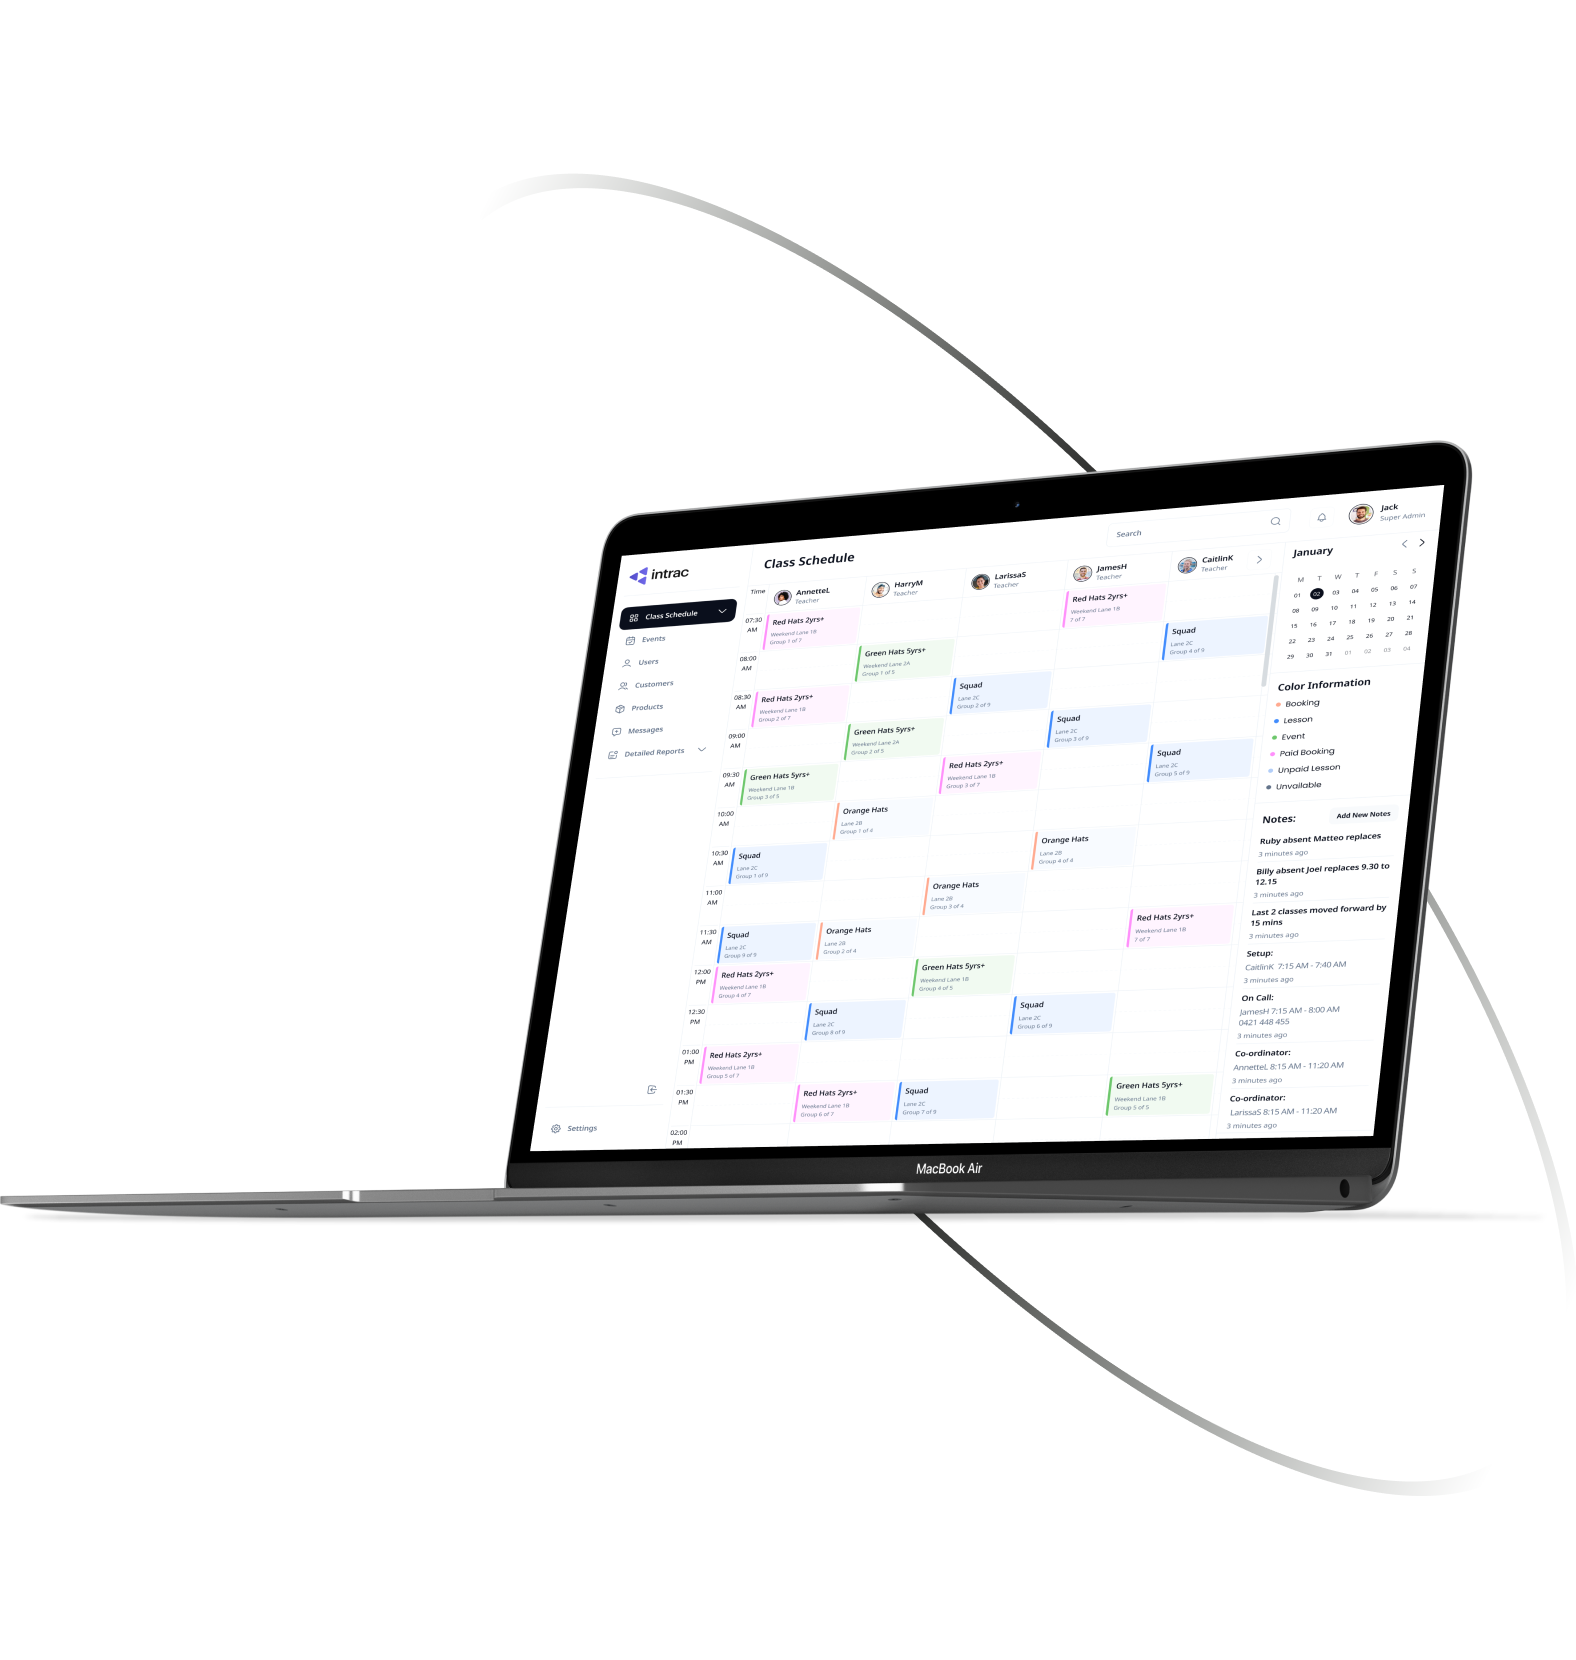 intrac
Class Schedule
Events
Users
Customers
Products
Messages
Detailed Reports
Settings
Class Schedule
Search
Jack
Super Admin
Time
AnnetteL
Teacher
HarryM
Teacher
LarissaS
Teacher
JamesH
Teacher
CaitlinK
Teacher
07:30
AM
Red Hats 2yrs+
Weekend Lane 1B
Group 1 of 7
Red Hats 2yrs+
Weekend Lane 1B
7 of 7
08:00
AM
Green Hats 5yrs+
Weekend Lane 2A
Group 1 of 5
Squad
Lane 2C
Group 4 of 9
08:30
AM
Red Hats 2yrs+
Weekend Lane 1B
Group 2 of 7
Squad
Lane 2C
Group 2 of 9
09:00
AM
Green Hats 5yrs+
Weekend Lane 2A
Group 2 of 5
Squad
Lane 2C
Group 3 of 9
09:30
AM
Green Hats 5yrs+
Weekend Lane 1B
Group 3 of 5
Red Hats 2yrs+
Weekend Lane 1B
Group 3 of 7
Squad
Lane 2C
Group 5 of 9
10:00
AM
Orange Hats
Lane 2B
Group 1 of 4
10:30
AM
Squad
Lane 2C
Group 1 of 9
Orange Hats
Lane 2B
Group 4 of 4
11:00
AM
Orange Hats
Lane 2B
Group 3 of 4
11:30
AM
Squad
Lane 2C
Group 9 of 9
Orange Hats
Lane 2B
Group 2 of 4
Red Hats 2yrs+
Weekend Lane 1B
7 of 7
12:00
PM
Red Hats 2yrs+
Weekend Lane 1B
Group 4 of 7
Green Hats 5yrs+
Weekend Lane 1B
Group 4 of 5
12:30
PM
Squad
Lane 2C
Group 8 of 9
Squad
Lane 2C
Group 6 of 9
01:00
PM
Red Hats 2yrs+
Weekend Lane 1B
Group 5 of 7
01:30
PM
Red Hats 2yrs+
Weekend Lane 1B
Group 6 of 7
Squad
Lane 2C
Group 7 of 9
Green Hats 5yrs+
Weekend Lane 1B
Group 5 of 5
02:00
PM
January
M T W T F S S
01 02 03 04 05 06 07
08 09 10 11 12 13 14
15 16 17 18 19 20 21
22 23 24 25 26 27 28
29 30 31 01 02 03 04
Color Information
Booking
Lesson
Event
Paid Booking
Unpaid Lesson
Unvailable
Notes:
Add New Notes
Ruby absent Matteo replaces
3 minutes ago
Billy absent Joel replaces 9.30 to
12.15
3 minutes ago
Last 2 classes moved forward by
15 mins
3 minutes ago
Setup:
CaitlinK 7:15 AM - 7:40 AM
3 minutes ago
On Call:
JamesH 7:15 AM - 8:00 AM
0421 448 455
3 minutes ago
Co-ordinator:
AnnetteL 8:15 AM - 11:20 AM
3 minutes ago
Co-ordinator:
LarissaS 8:15 AM - 11:20 AM
3 minutes ago
MacBook Air